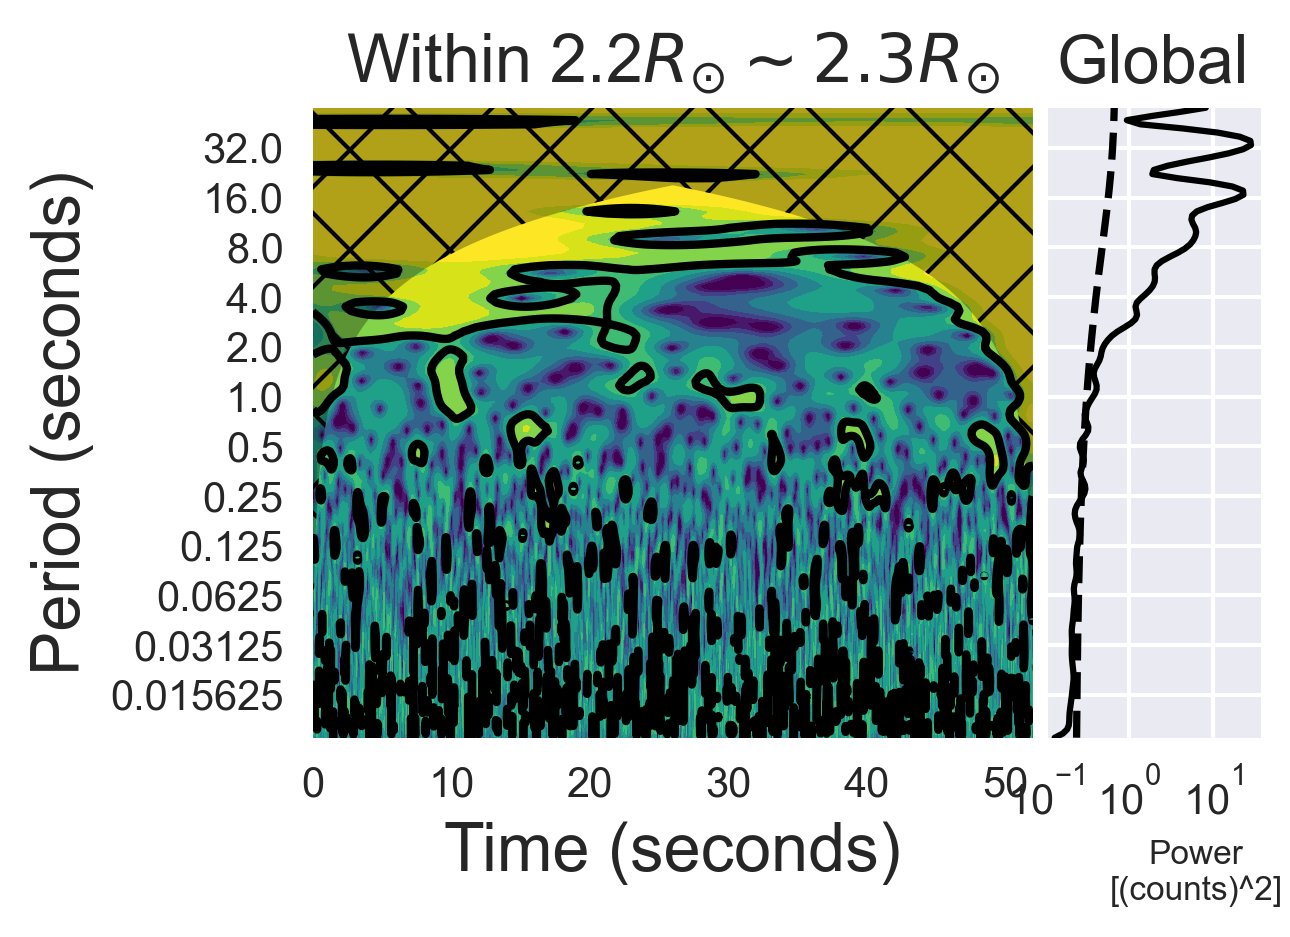 Within 2.2R☉ ~ 2.3R☉
Global
Period (seconds)
32.0
16.0
8.0
4.0
2.0
1.0
0.5
0.25
0.125
0.0625
0.03125
0.015625
0 10 20 30 40 50
10⁻¹ 10⁰ 10¹
Time (seconds)
Power
[(counts)^2]